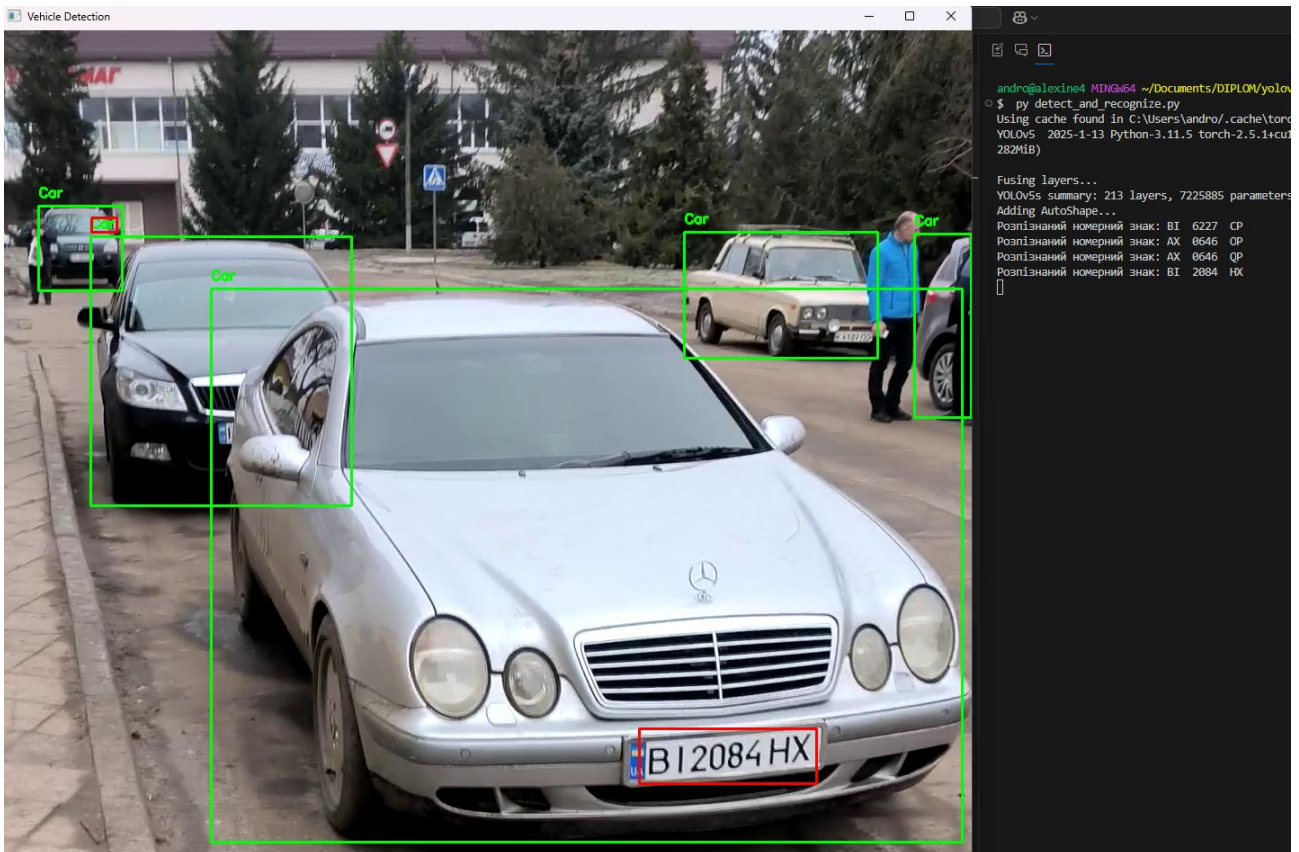 Vehicle Detection
МАГ
Car
Car
Car
Car
Car
BI2084HX
UA
andro@alexine4 MINGW64 ~/Documents/DIPLOM/yolov
$ py detect_and_recognize.py
Using cache found in C:\Users\andro/.cache\torc
YOLOv5 2025-1-13 Python-3.11.5 torch-2.5.1+cu1
282MiB)
Fusing layers...
YOLOv5s summary: 213 layers, 7225885 parameters
Adding AutoShape...
Розпізнаний номерний знак: BI 6227 CP
Розпізнаний номерний знак: AX 0646 OP
Розпізнаний номерний знак: AX 0646 QP
Розпізнаний номерний знак: BI 2084 HX